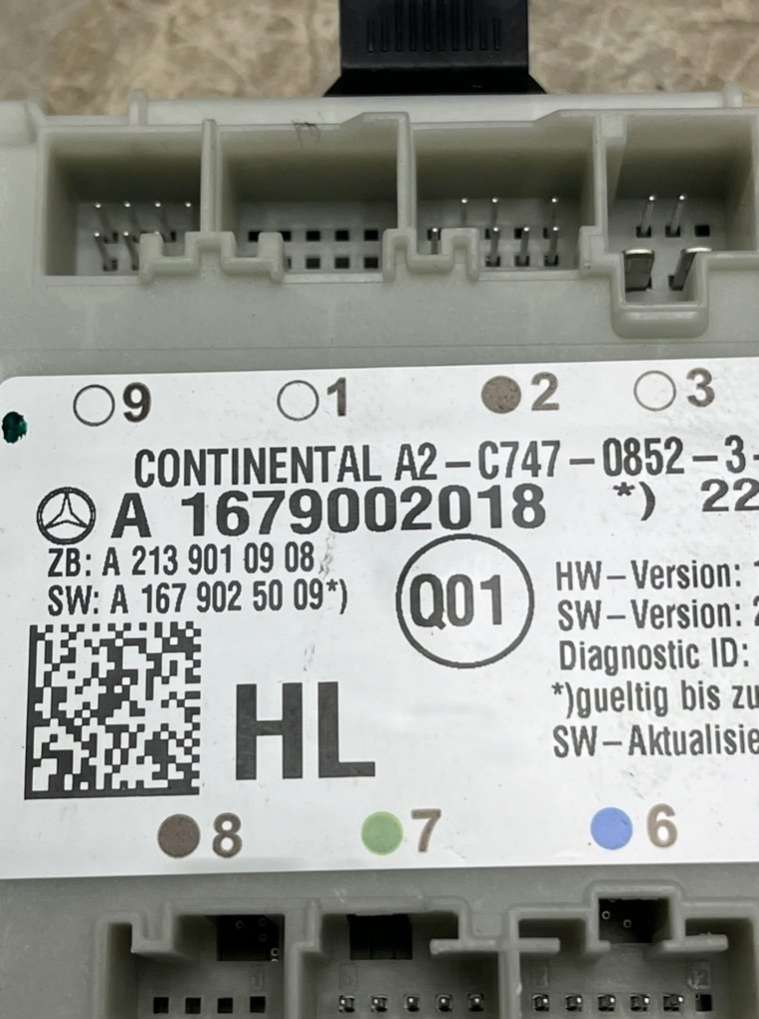 9 1 2 3
CONTINENTAL A2-C747-0852-3-
A 1679002018 *) 22
ZB: A 213 901 09 08
SW: A 167 902 50 09*)
Q01
HW-Version:
SW-Version: 2
Diagnostic ID:
*)gueltig bis zu
SW-Aktualisie
HL
8 7 6